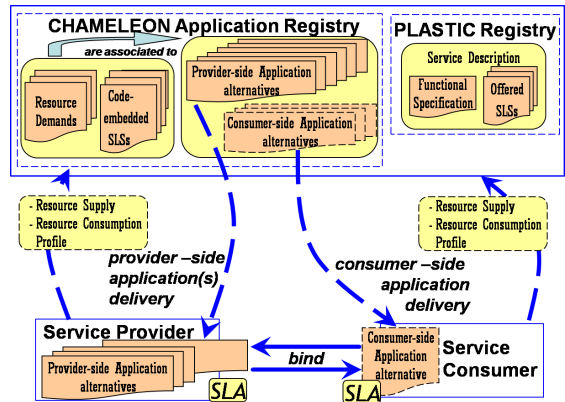 CHAMELEON Application Registry
are associated to
Resource
Demands
Code-
embedded
SLSs
Provider-side Application
alternatives
Consumer-side Application
alternatives
PLASTIC Registry
Service Description
Functional
Specification
Offered
SLSs
- Resource Supply
- Resource Consumption
Profile
provider –side
application(s)
delivery
consumer –side
application
delivery
- Resource Supply
- Resource Consumption
Profile
Service Provider
Provider-side Application
alternatives
SLA
bind
Consumer-side
Application
alternative
SLA
Service
Consumer